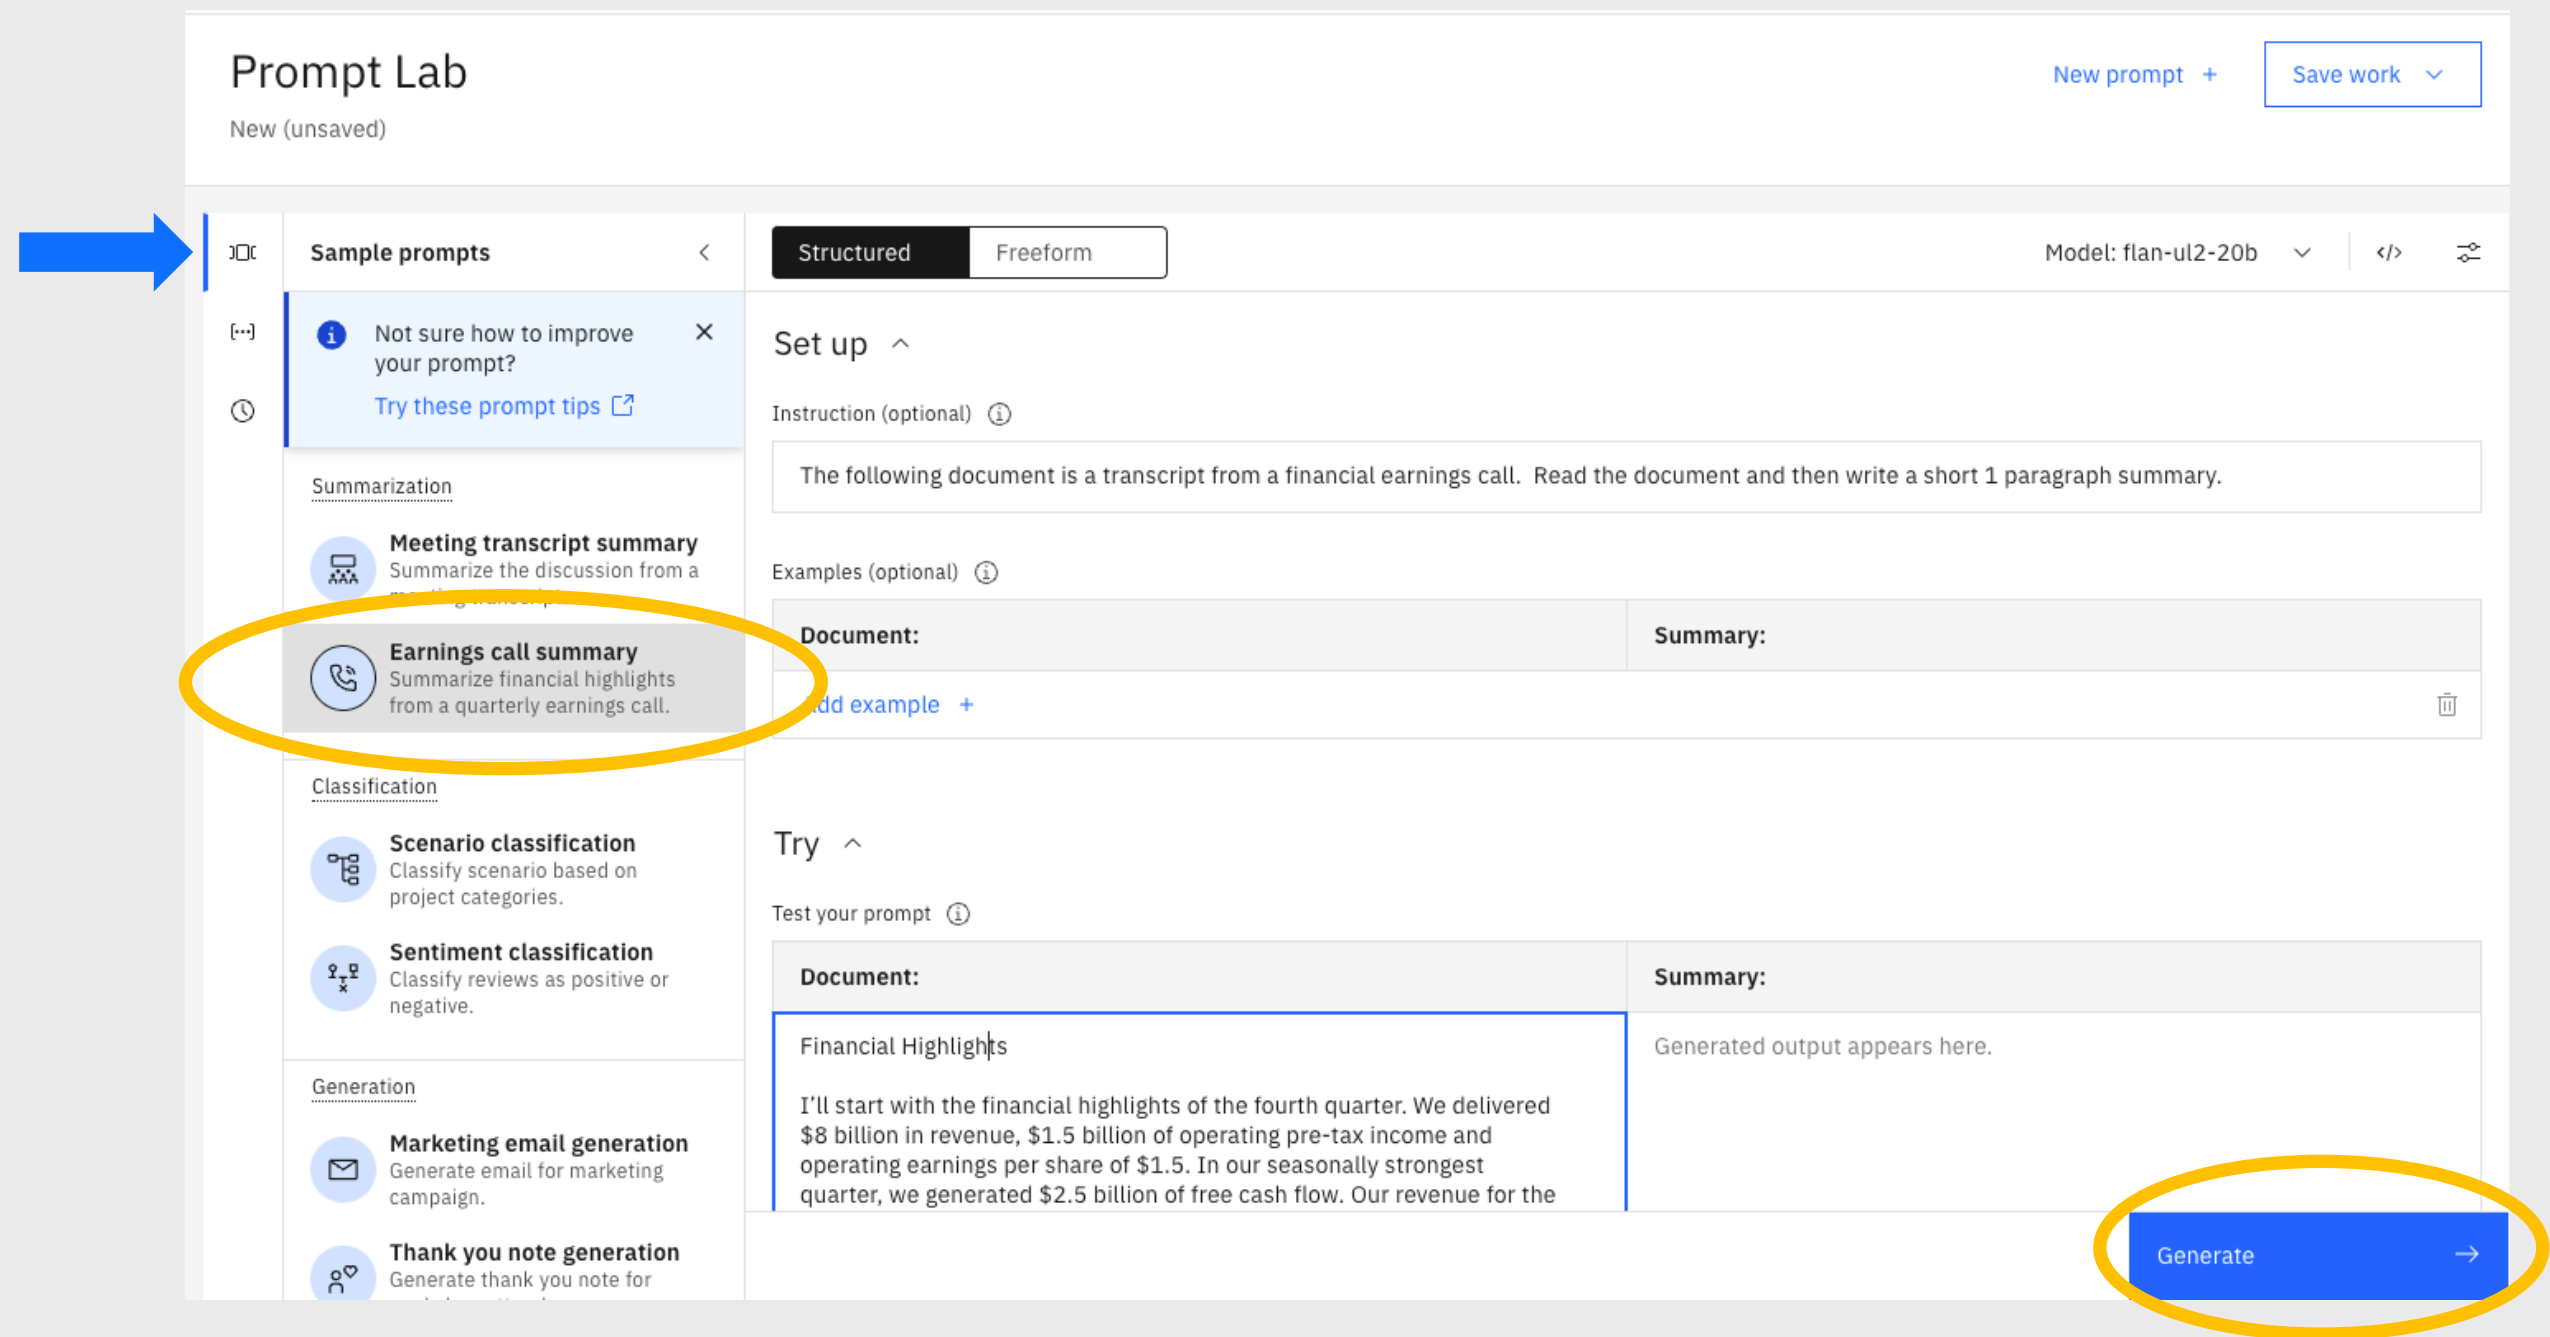 Prompt Lab
New (unsaved)
New prompt +
Save work
Sample prompts
Not sure how to improve
your prompt?
Try these prompt tips
Summarization
Meeting transcript summary
Summarize the discussion from a
Earnings call summary
Summarize financial highlights
from a quarterly earnings call.
Classification
Scenario classification
Classify scenario based on
project categories.
Sentiment classification
Classify reviews as positive or
negative.
Generation
Marketing email generation
Generate email for marketing
campaign.
Thank you note generation
Generate thank you note for
Structured
Freeform
Model: flan-ul2-20b
</>
Set up
Instruction (optional)
The following document is a transcript from a financial earnings call.  Read the document and then write a short 1 paragraph summary.
Examples (optional)
Document:
Summary:
Add example +
Try
Test your prompt
Document:
Summary:
Financial Highlights
I'll start with the financial highlights of the fourth quarter. We delivered
$8 billion in revenue, $1.5 billion of operating pre-tax income and
operating earnings per share of $1.5. In our seasonally strongest
quarter, we generated $2.5 billion of free cash flow. Our revenue for the
Generated output appears here.
Generate